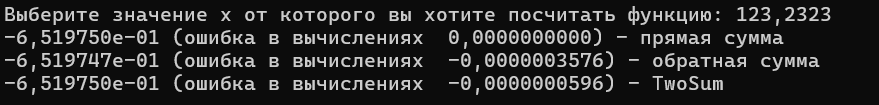 Выберите значение x от которого вы хотите посчитать функцию: 123,2323
-6,519750e-01 (ошибка в вычислениях  0,0000000000) - прямая сумма
-6,519747e-01 (ошибка в вычислениях  -0,0000003576) - обратная сумма
-6,519750e-01 (ошибка в вычислениях  -0,0000000596) - TwoSum